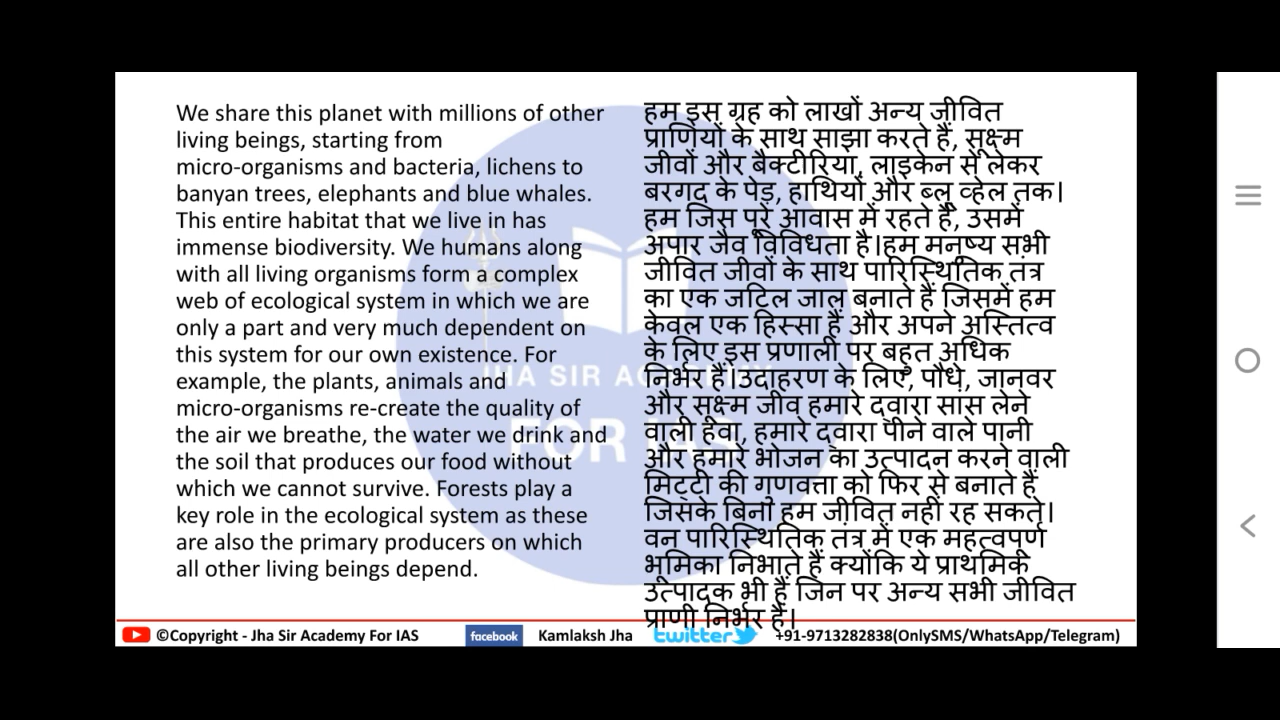 We share this planet with millions of other
living beings, starting from
micro-organisms and bacteria, lichens to
banyan trees, elephants and blue whales.
This entire habitat that we live in has
immense biodiversity. We humans along
with all living organisms form a complex
web of ecological system in which we are
only a part and very much dependent on
this system for our own existence. For
example, the plants, animals and
micro-organisms re-create the quality of
the air we breathe, the water we drink and
the soil that produces our food without
which we cannot survive. Forests play a
key role in the ecological system as these
are also the primary producers on which
all other living beings depend.
हम इस ग्रह को लाखों अन्य जीवित
प्राणियों के साथ साझा करते हैं, सूक्ष्म
जीवों और बैक्टीरिया, लाइकेन से लेकर
बरगद के पेड़, हाथियों और ब्लू व्हेल तक|
हम जिस पूरे आवास में रहते हैं, उसमें
अपार जैव विविधता है|हम मनुष्य सभी
जीवित जीवों के साथ पारिस्थितिक तंत्र
का एक जटिल जाल बनाते हैं जिसमें हम
केवल एक हिस्सा हैं और अपने अस्तित्व
के लिए इस प्रणाली पर बहुत अधिक
निर्भर हैं|उदाहरण के लिए, पौधे, जानवर
और सूक्ष्म जीव हमारे द्वारा सांस लेने
वाली हवा, हमारे द्वारा पीने वाले पानी
और हमारे भोजन का उत्पादन करने वाली
मिट्टी की गुणवत्ता को फिर से बनाते हैं
जिसके बिना हम जीवित नहीं रह सकते|
वन पारिस्थितिक तंत्र में एक महत्वपूर्ण
भूमिका निभाते हैं क्योंकि ये प्राथमिक
उत्पादक भी हैं जिन पर अन्य सभी जीवित
प्राणी निर्भर हैं|
JHA SIR ACADEMY
FOR IAS
©Copyright - Jha Sir Academy For IAS
facebook
Kamlaksh Jha
twitter
+91-9713282838(OnlySMS/WhatsApp/Telegram)